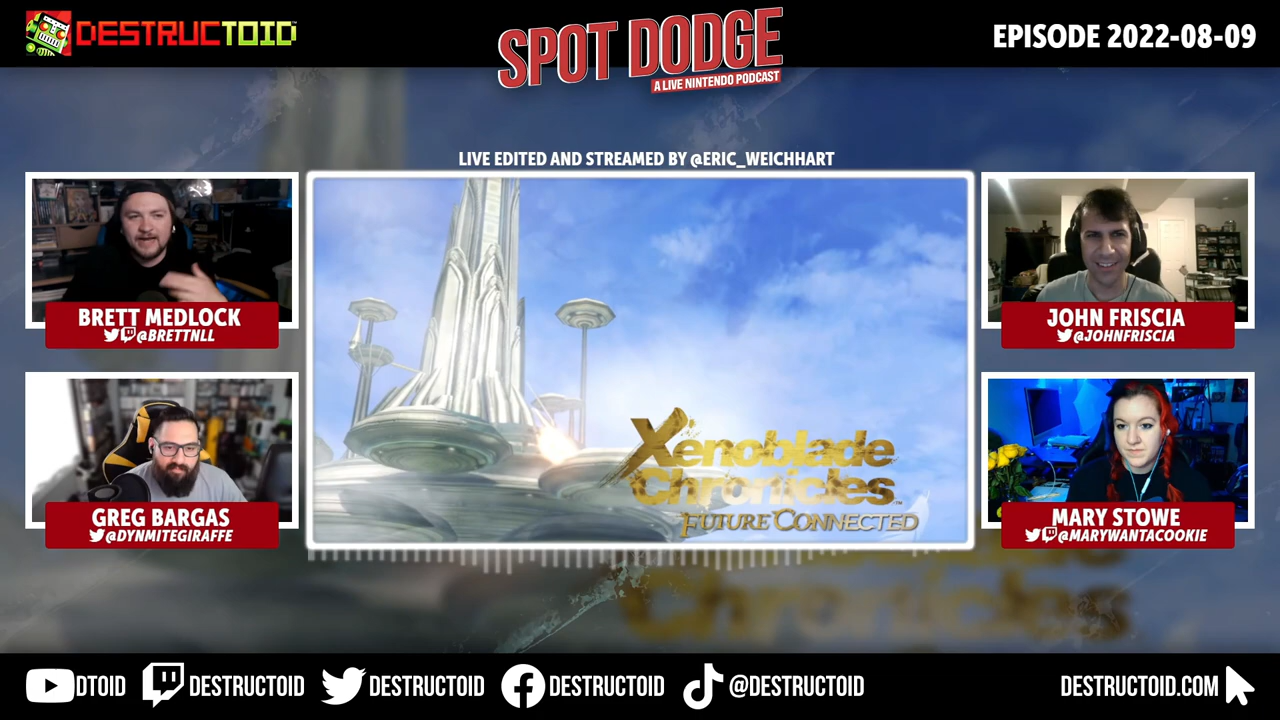 DESTRUCTOID
SPOT DODGE
A LIVE NINTENDO PODCAST
EPISODE 2022-08-09
LIVE EDITED AND STREAMED BY @ERIC_WEICHHART
BRETT MEDLOCK
@BRETTNLL
JOHN FRISCIA
@JOHNFRISCIA
Xenoblade
Chronicles™
FUTURE CONNECTED
GREG BARGAS
@DYNMITEGIRAFFE
MARY STOWE
@MARYWANTACOOKIE
Chronicles
DTOID
DESTRUCTOID
DESTRUCTOID
DESTRUCTOID
@DESTRUCTOID
DESTRUCTOID.COM